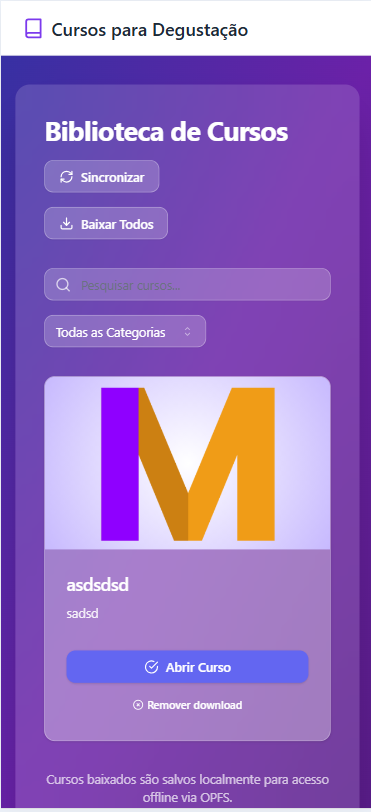 Cursos para Degustação
Biblioteca de Cursos
Sincronizar
Baixar Todos
Pesquisar cursos...
Todas as Categorias
M
asdsdsd
sadsd
Abrir Curso
Remover download
Cursos baixados são salvos localmente para acesso
offline via OPFS.